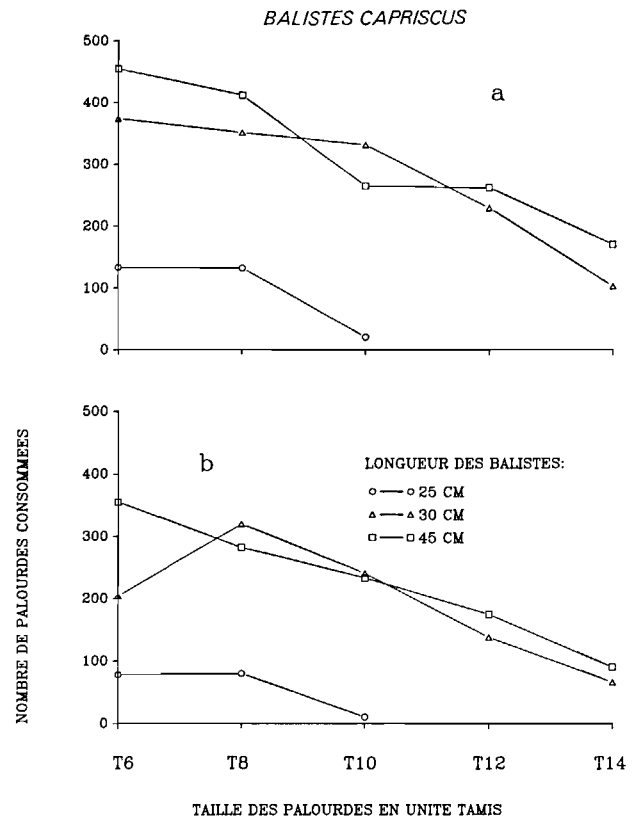 BALISTES CAPRISCUS
500
400
300
200
100
0
a
500
400
300
200
100
0
b
LONGUEUR DES BALISTES:
25 CM
30 CM
45 CM
NOMBRE DE PALOURDES CONSOMMEES
T6 T8 T10 T12 T14
TAILLE DES PALOURDES EN UNITE TAMIS